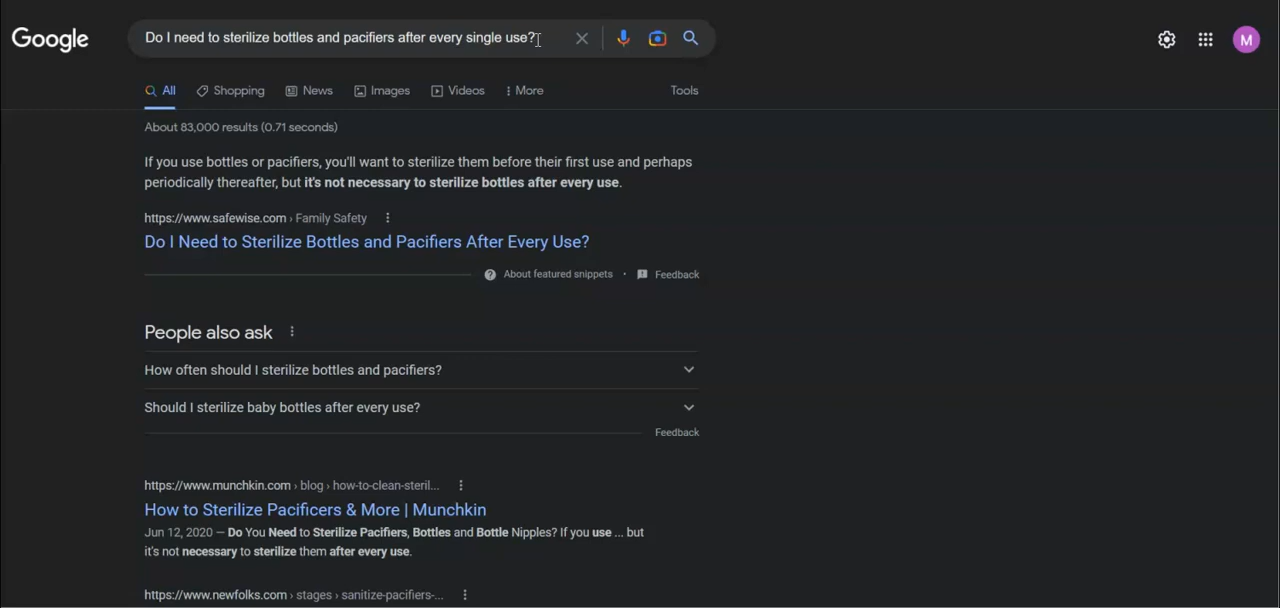 Google
Do I need to sterilize bottles and pacifiers after every single use?
M
All Shopping News Images Videos More Tools
About 83,000 results (0.71 seconds)
If you use bottles or pacifiers, you'll want to sterilize them before their first use and perhaps
periodically thereafter, but it's not necessary to sterilize bottles after every use.
https://www.safewise.com › Family Safety
Do I Need to Sterilize Bottles and Pacifiers After Every Use?
About featured snippets • Feedback
People also ask
How often should I sterilize bottles and pacifiers?
Should I sterilize baby bottles after every use?
Feedback
https://www.munchkin.com › blog › how-to-clean-steril...
How to Sterilize Pacificers & More | Munchkin
Jun 12, 2020 — Do You Need to Sterilize Pacifiers, Bottles and Bottle Nipples? If you use ... but
it's not necessary to sterilize them after every use.
https://www.newfolks.com › stages › sanitize-pacifiers-...